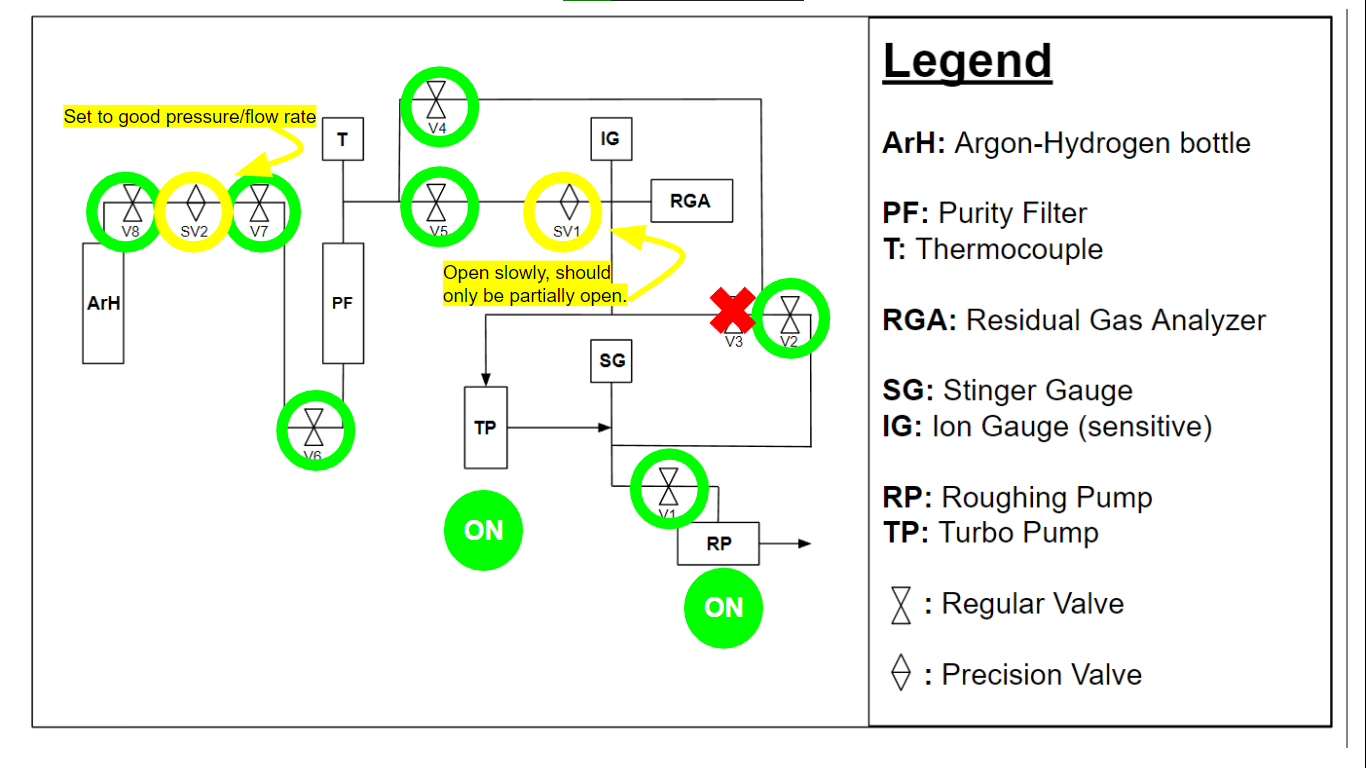 Set to good pressure/flow rate
T
V4
IG
RGA
V8
SV2
V7
V5
SV1
Open slowly, should
only be partially open.
ArH
PF
V3
V2
SG
TP
V6
V1
ON
RP
ON
Legend
ArH: Argon-Hydrogen bottle
PF: Purity Filter
T: Thermocouple
RGA: Residual Gas Analyzer
SG: Stinger Gauge
IG: Ion Gauge (sensitive)
RP: Roughing Pump
TP: Turbo Pump
: Regular Valve
: Precision Valve